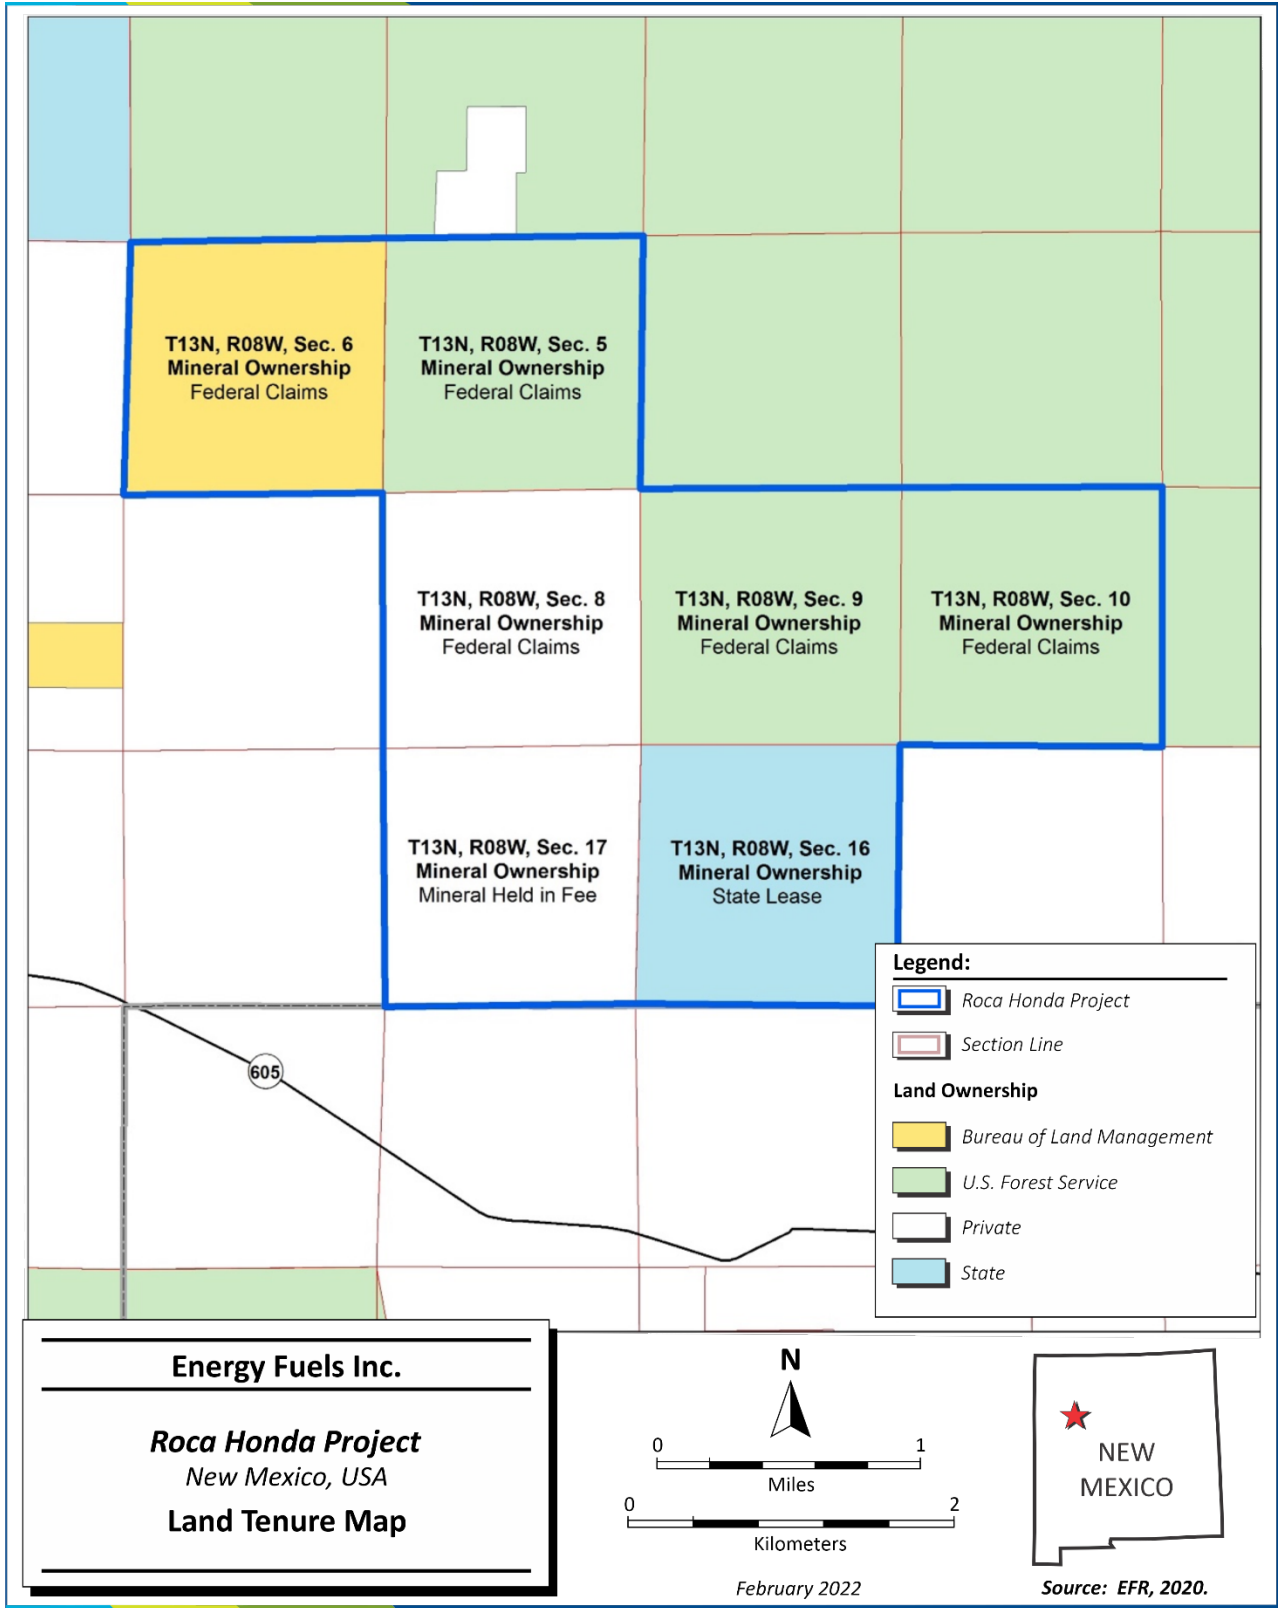 T13N, R08W, Sec. 6
Mineral Ownership
Federal Claims
T13N, R08W, Sec. 5
Mineral Ownership
Federal Claims
T13N, R08W, Sec. 8
Mineral Ownership
Federal Claims
T13N, R08W, Sec. 9
Mineral Ownership
Federal Claims
T13N, R08W, Sec. 10
Mineral Ownership
Federal Claims
T13N, R08W, Sec. 17
Mineral Ownership
Mineral Held in Fee
T13N, R08W, Sec. 16
Mineral Ownership
State Lease
605
Legend:
Roca Honda Project
Section Line
Land Ownership
Bureau of Land Management
U.S. Forest Service
Private
State
Energy Fuels Inc.
Roca Honda Project
New Mexico, USA
Land Tenure Map
N
0 1
Miles
0 2
Kilometers
February 2022
NEW
MEXICO
Source: EFR, 2020.